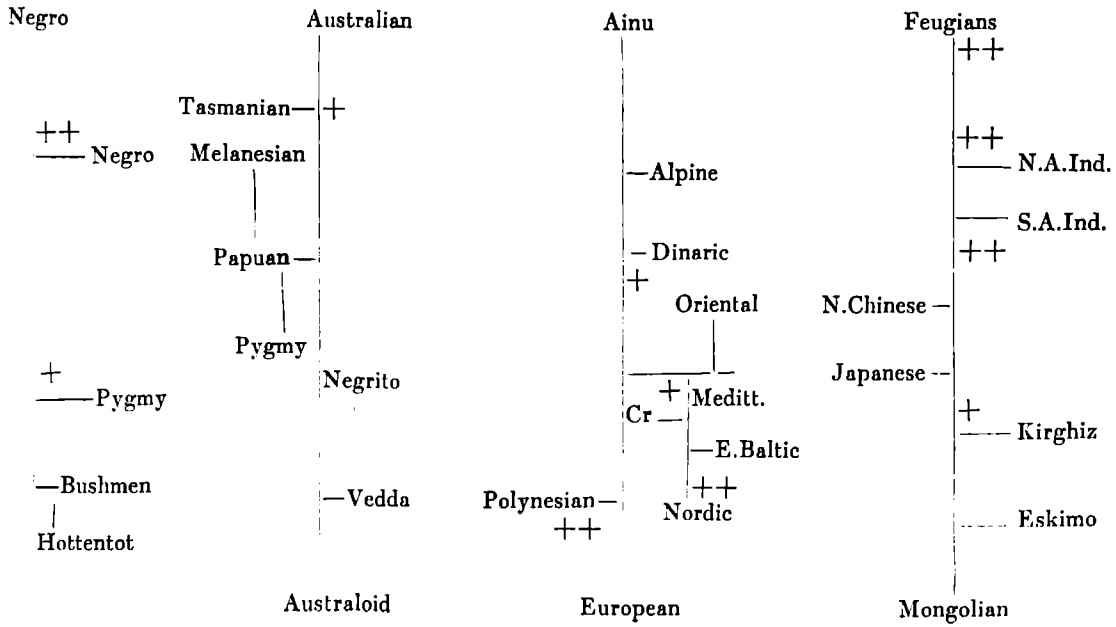 Negro Australian Ainu Feugians
++
Tasmanian +
++ ++
Negro Melanesian Alpine N.A.Ind.
S.A.Ind.
Papuan Dinaric ++
+
Oriental N.Chinese
Pygmy
+ Negrito Japanese
Pygmy + Meditt. +
Cr Kirghiz
E.Baltic
Bushmen Vedda Polynesian ++
++ Nordic Eskimo
Hottentot
Australoid European Mongolian